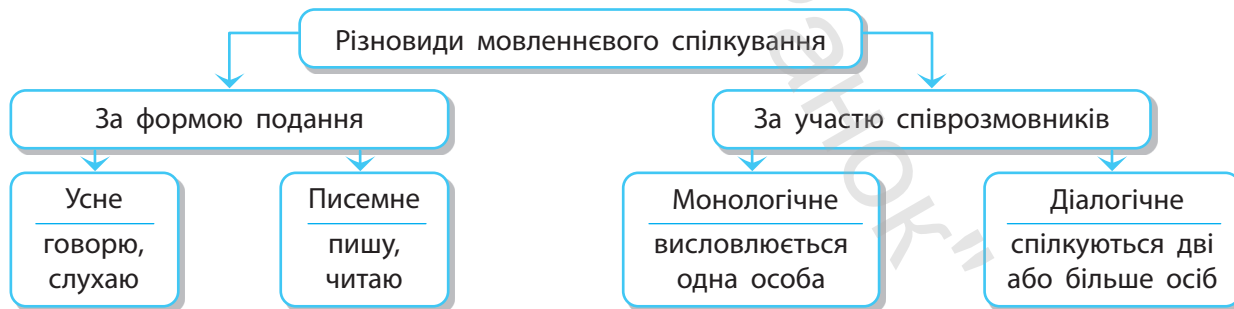 Різновиди мовленнєвого спілкування
За формою подання
За участю співрозмовників
Усне
говорю,
слухаю
Писемне
пишу,
читаю
Монологічне
висловлюється
одна особа
Діалогічне
спілкуються дві
або більше осіб
анок"